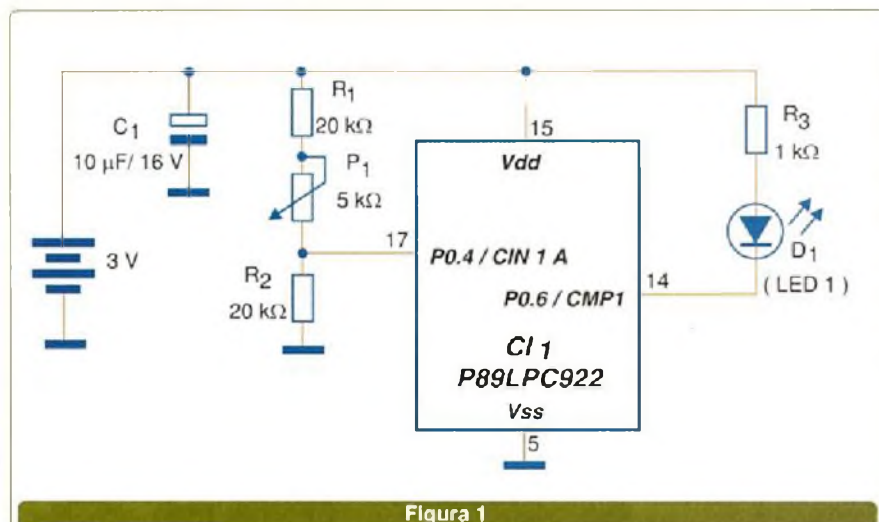 R1
20 kΩ
C1
10 µF/ 16 V
P1
5 kΩ
3 V
R2
20 kΩ
17
15
Vdd
P0.4 / CIN 1 A
P0.6 / CMP1
CI 1
P89LPC922
Vss
5
14
R3
1 kΩ
D1
( LED 1 )
Figura 1